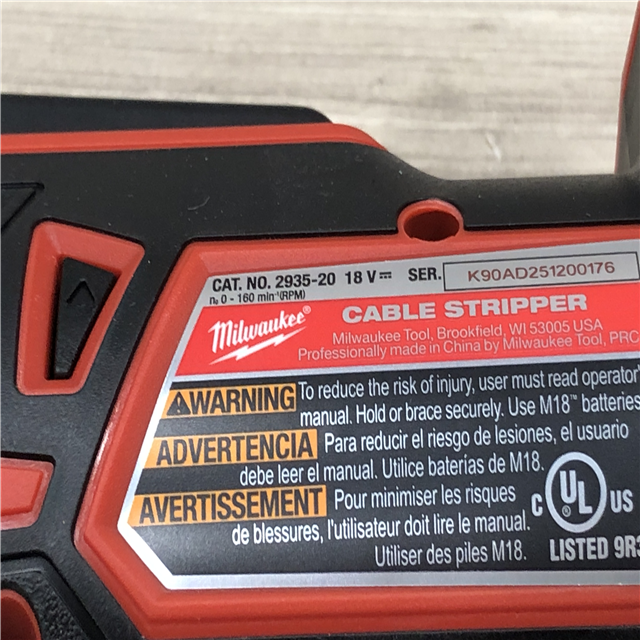 CAT. NO. 2935-20 18 V⎓ SER. K90AD251200176
n₀ 0 - 160 min⁻¹(RPM)
Milwaukee®
CABLE STRIPPER
Milwaukee Tool, Brookfield, WI 53005 USA
Professionally made in China by Milwaukee Tool, PRC
WARNING To reduce the risk of injury, user must read operator'
manual. Hold or brace securely. Use M18™ batteries
ADVERTENCIA Para reducir el riesgo de lesiones, el usuario
debe leer el manual. Utilice baterías de M18.
AVERTISSEMENT Pour minimiser les risques
de blessures, l'utilisateur doit lire le manual.
Utiliser des piles M18.
C UL® US
LISTED 9R3